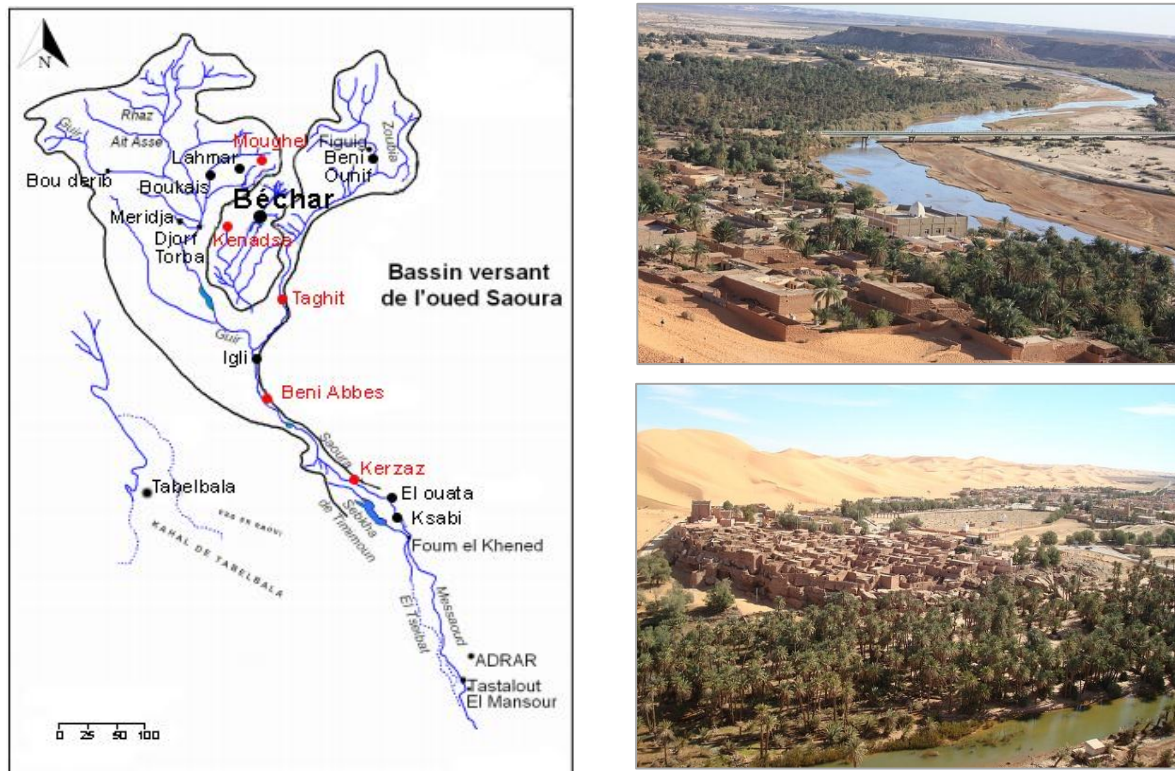 N
Rhaz
Guir
Ait Asse
Moughel
Figuig
Zousfia
Lahmar
Beni
Ounif
Bou derib
Boukais
Béchar
Meridja
Kenadsa
Djorf
Torba
Bassin versant
de l'oued Saoura
Taghit
Guir
Igli
Beni Abbes
Saoura
Kerzaz
Tabelbala
El ouata
Sebkha
de Timimoun
Ksabi
KAHAL DE TABELBALA
Foum el Khened
Messaoud
El Tseibat
ADRAR
Tastalout
El Mansour
0 25 50 100